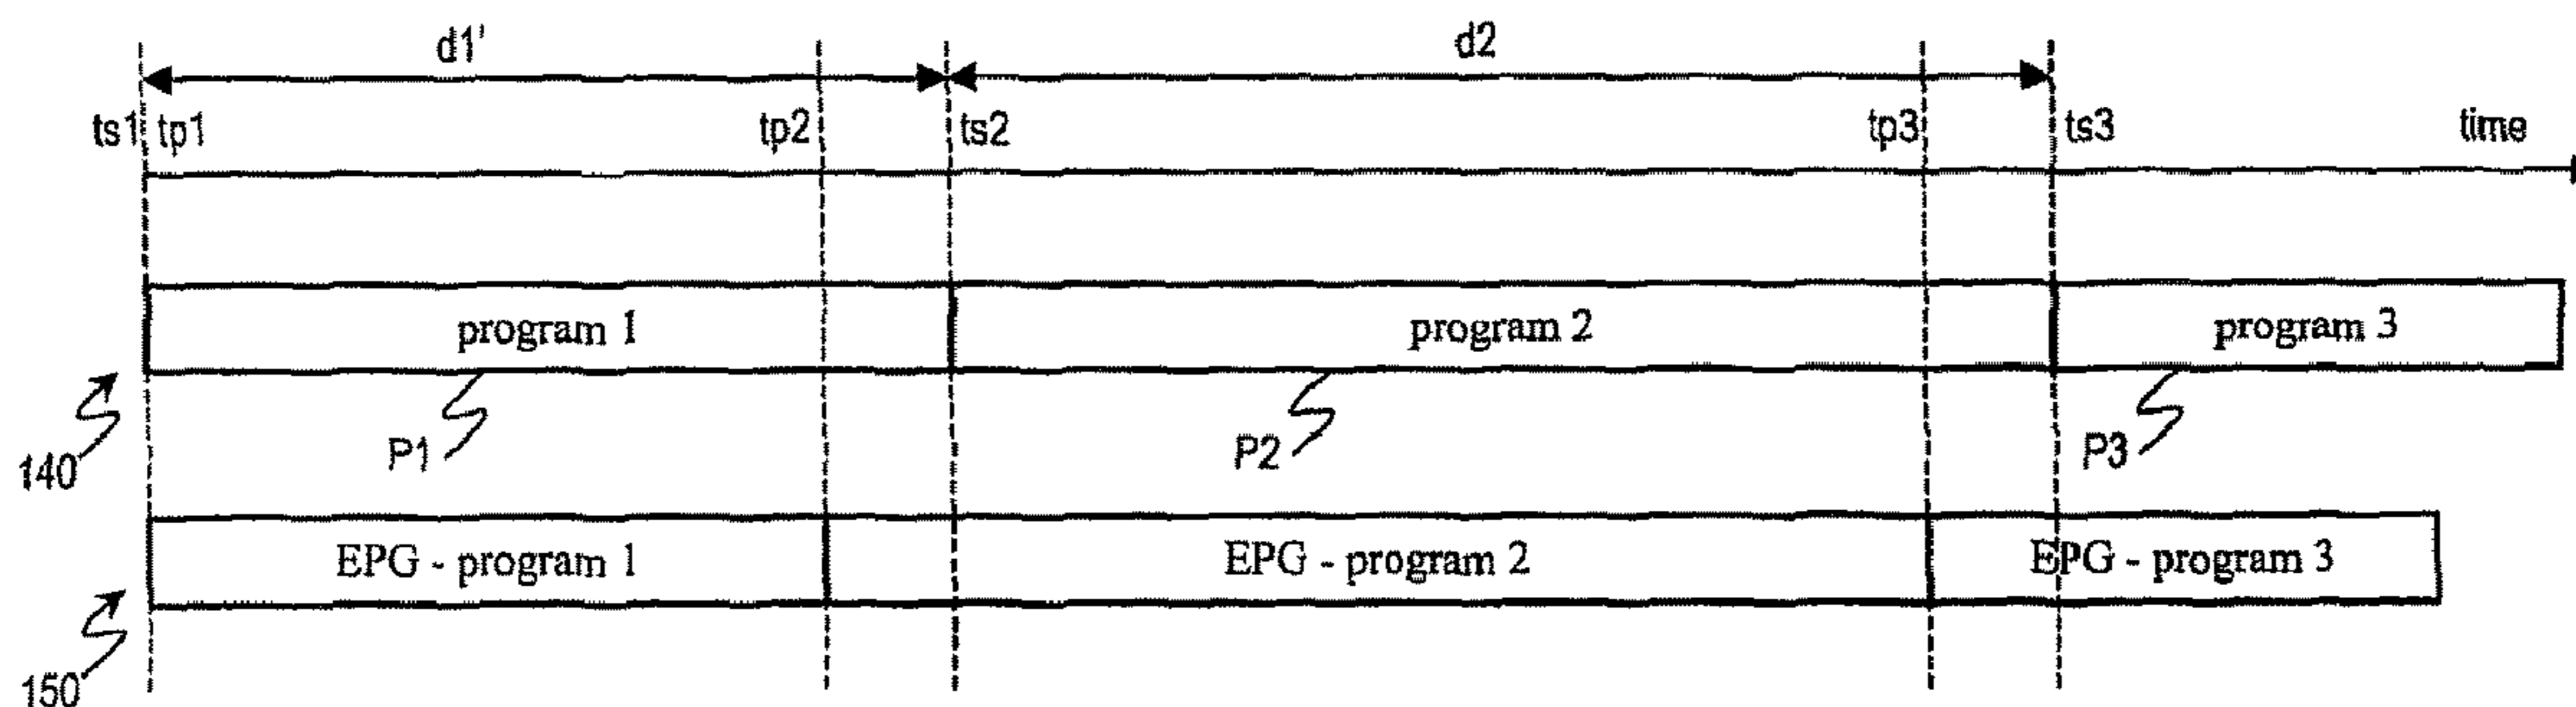 d1' d2
ts1 tp1 tp2 ts2 tp3 ts3 time
program 1 program 2 program 3
140 P1 P2 P3
EPG - program 1 EPG - program 2 EPG - program 3
150